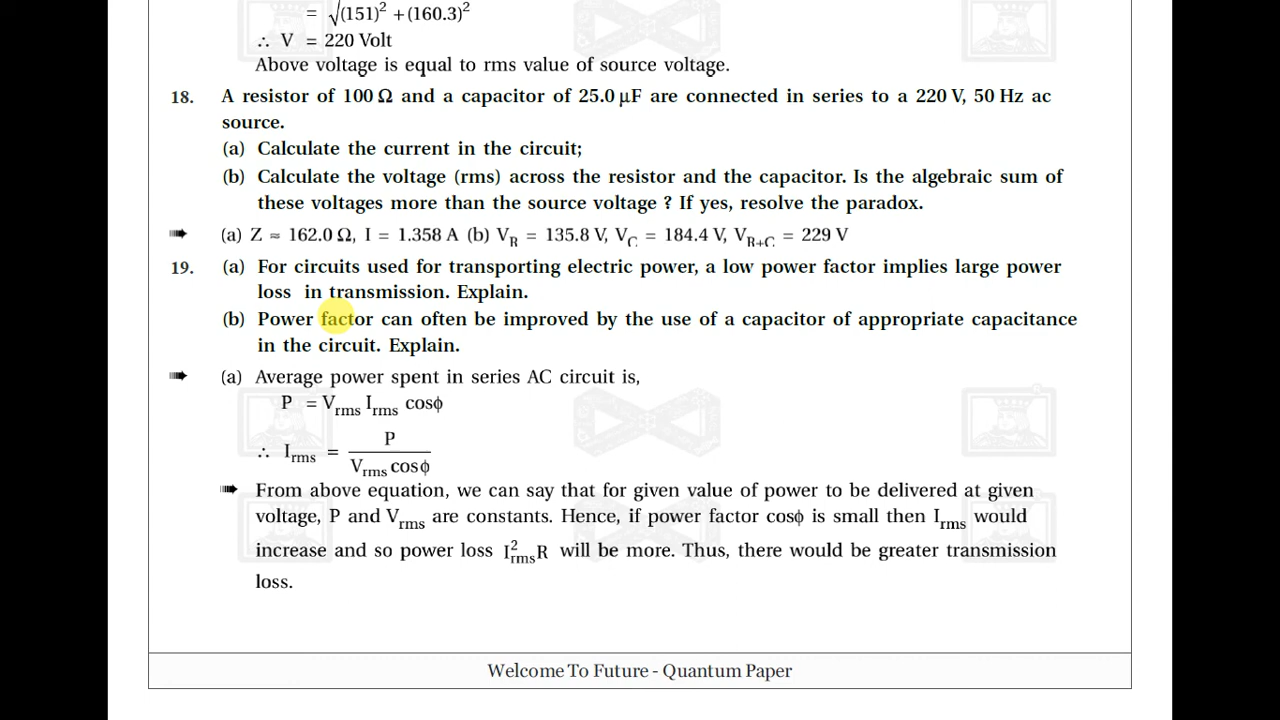 = √(151)² + (160.3)²
∴ V = 220 Volt
Above voltage is equal to rms value of source voltage.
18. A resistor of 100 Ω and a capacitor of 25.0 μF are connected in series to a 220 V, 50 Hz ac
source.
(a) Calculate the current in the circuit;
(b) Calculate the voltage (rms) across the resistor and the capacitor. Is the algebraic sum of
these voltages more than the source voltage ? If yes, resolve the paradox.
➠ (a) Z ≈ 162.0 Ω, I = 1.358 A (b) V_R = 135.8 V, V_C = 184.4 V, V_R+C = 229 V
19. (a) For circuits used for transporting electric power, a low power factor implies large power
loss in transmission. Explain.
(b) Power factor can often be improved by the use of a capacitor of appropriate capacitance
in the circuit. Explain.
➠ (a) Average power spent in series AC circuit is,
P = V_rms I_rms cosϕ
∴ I_rms = P / V_rms cosϕ
➠ From above equation, we can say that for given value of power to be delivered at given
voltage, P and V_rms are constants. Hence, if power factor cosϕ is small then I_rms would
increase and so power loss I²_rms R will be more. Thus, there would be greater transmission
loss.
Welcome To Future - Quantum Paper